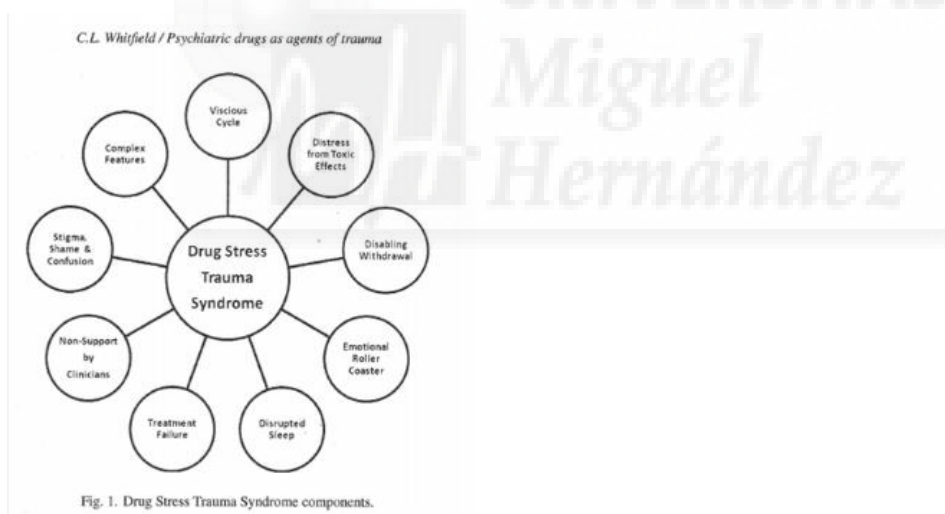 C.L. Whitfield / Psychiatric drugs as agents of trauma
Miguel
Hernández
Viscious
Cycle
Complex
Features
Distress
from Toxic
Effects
Stigma,
Shame &
Confusion
Drug Stress
Trauma
Syndrome
Disabling
Withdrawal
Non-Support
by
Clinicians
Emotional
Roller
Coaster
Treatment
Failure
Disrupted
Sleep
Fig. 1. Drug Stress Trauma Syndrome components.